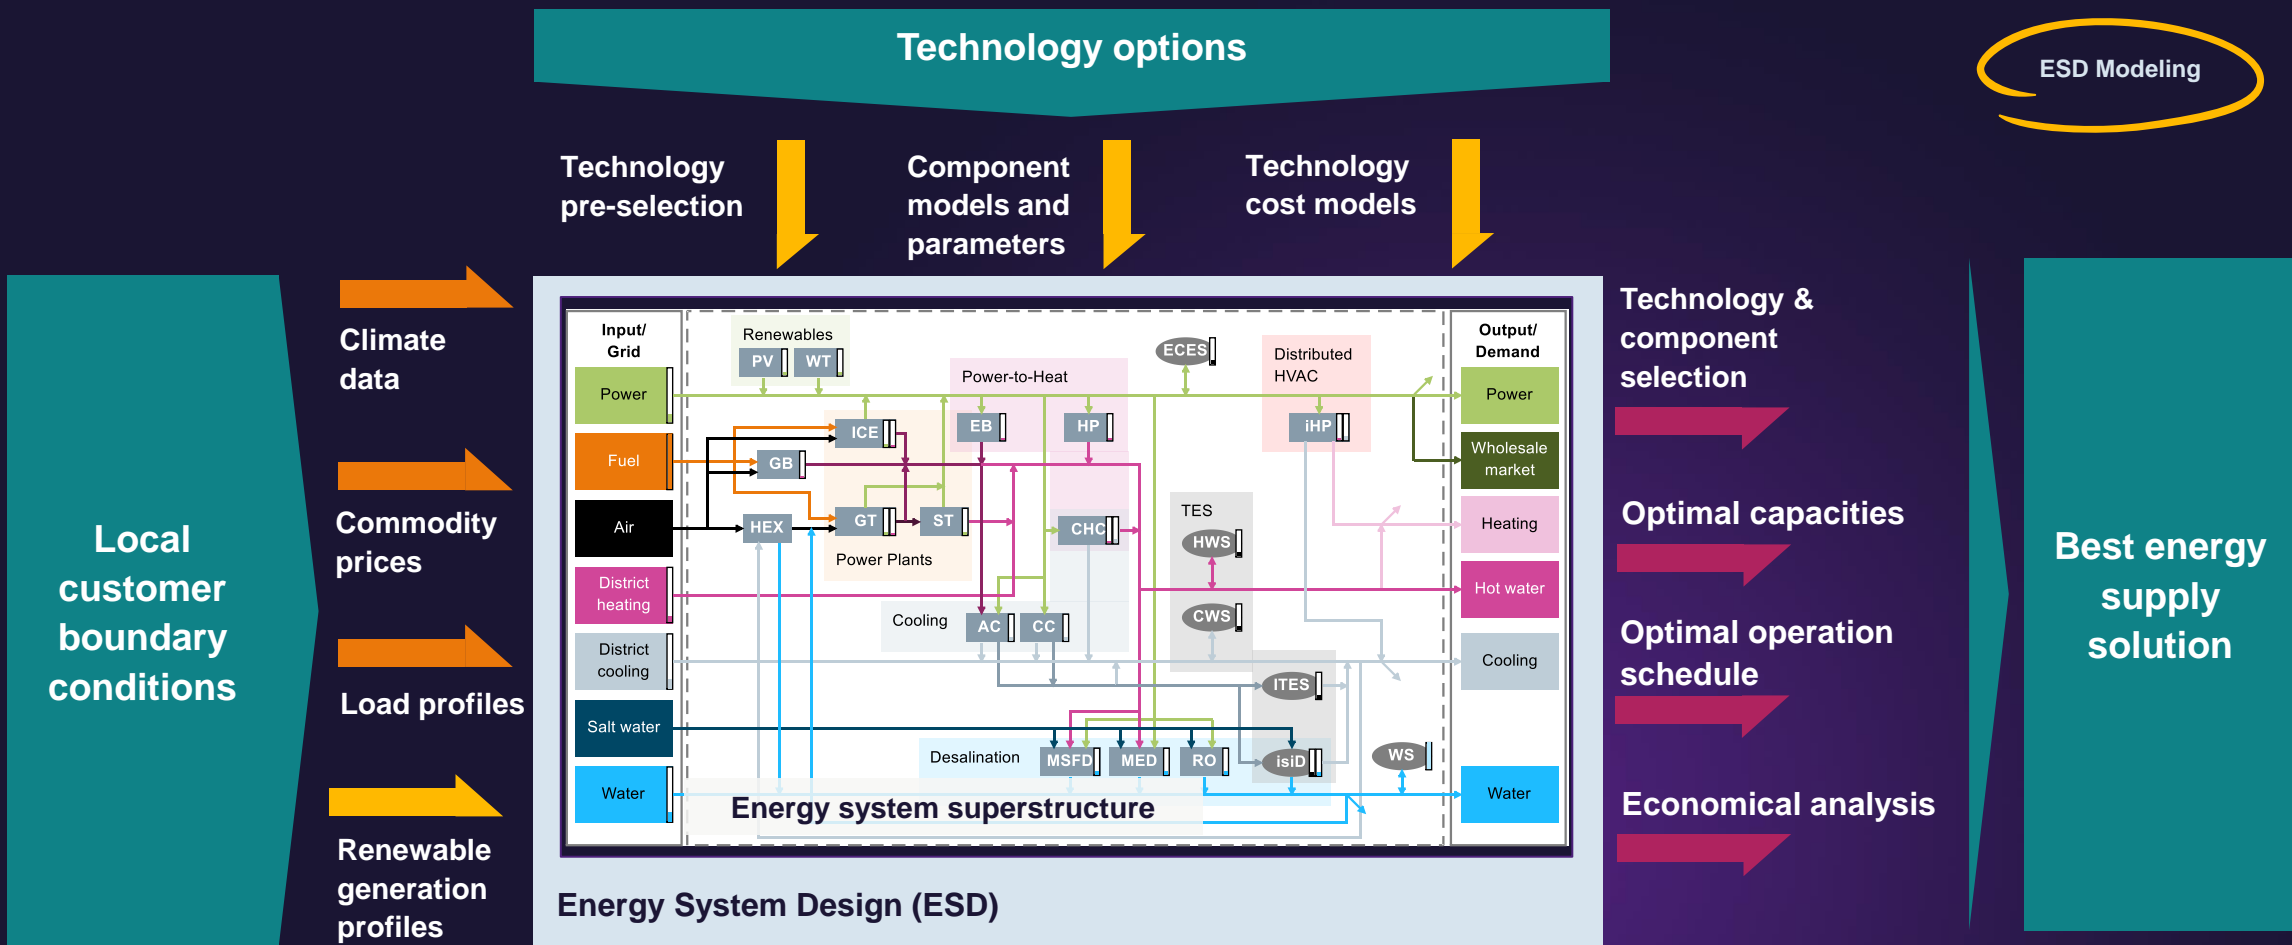 Technology options
ESD Modeling
Technology
pre-selection
Component
models and
parameters
Technology
cost models
Local
customer
boundary
conditions
Climate
data
Commodity
prices
Load profiles
Renewable
generation
profiles
Input/
Grid
Power
Fuel
Air
District
heating
District
cooling
Salt water
Water
Renewables
PV
WT
ICE
GB
HEX
GT
ST
Power Plants
Power-to-Heat
EB
HP
CHC
Cooling
AC
CC
ECES
Distributed
HVAC
iHP
TES
HWS
CWS
ITES
Desalination
MSFD
MED
RO
isiD
WS
Energy system superstructure
Output/
Demand
Power
Wholesale
market
Heating
Hot water
Cooling
Water
Energy System Design (ESD)
Technology &
component
selection
Optimal capacities
Optimal operation
schedule
Economical analysis
Best energy
supply
solution